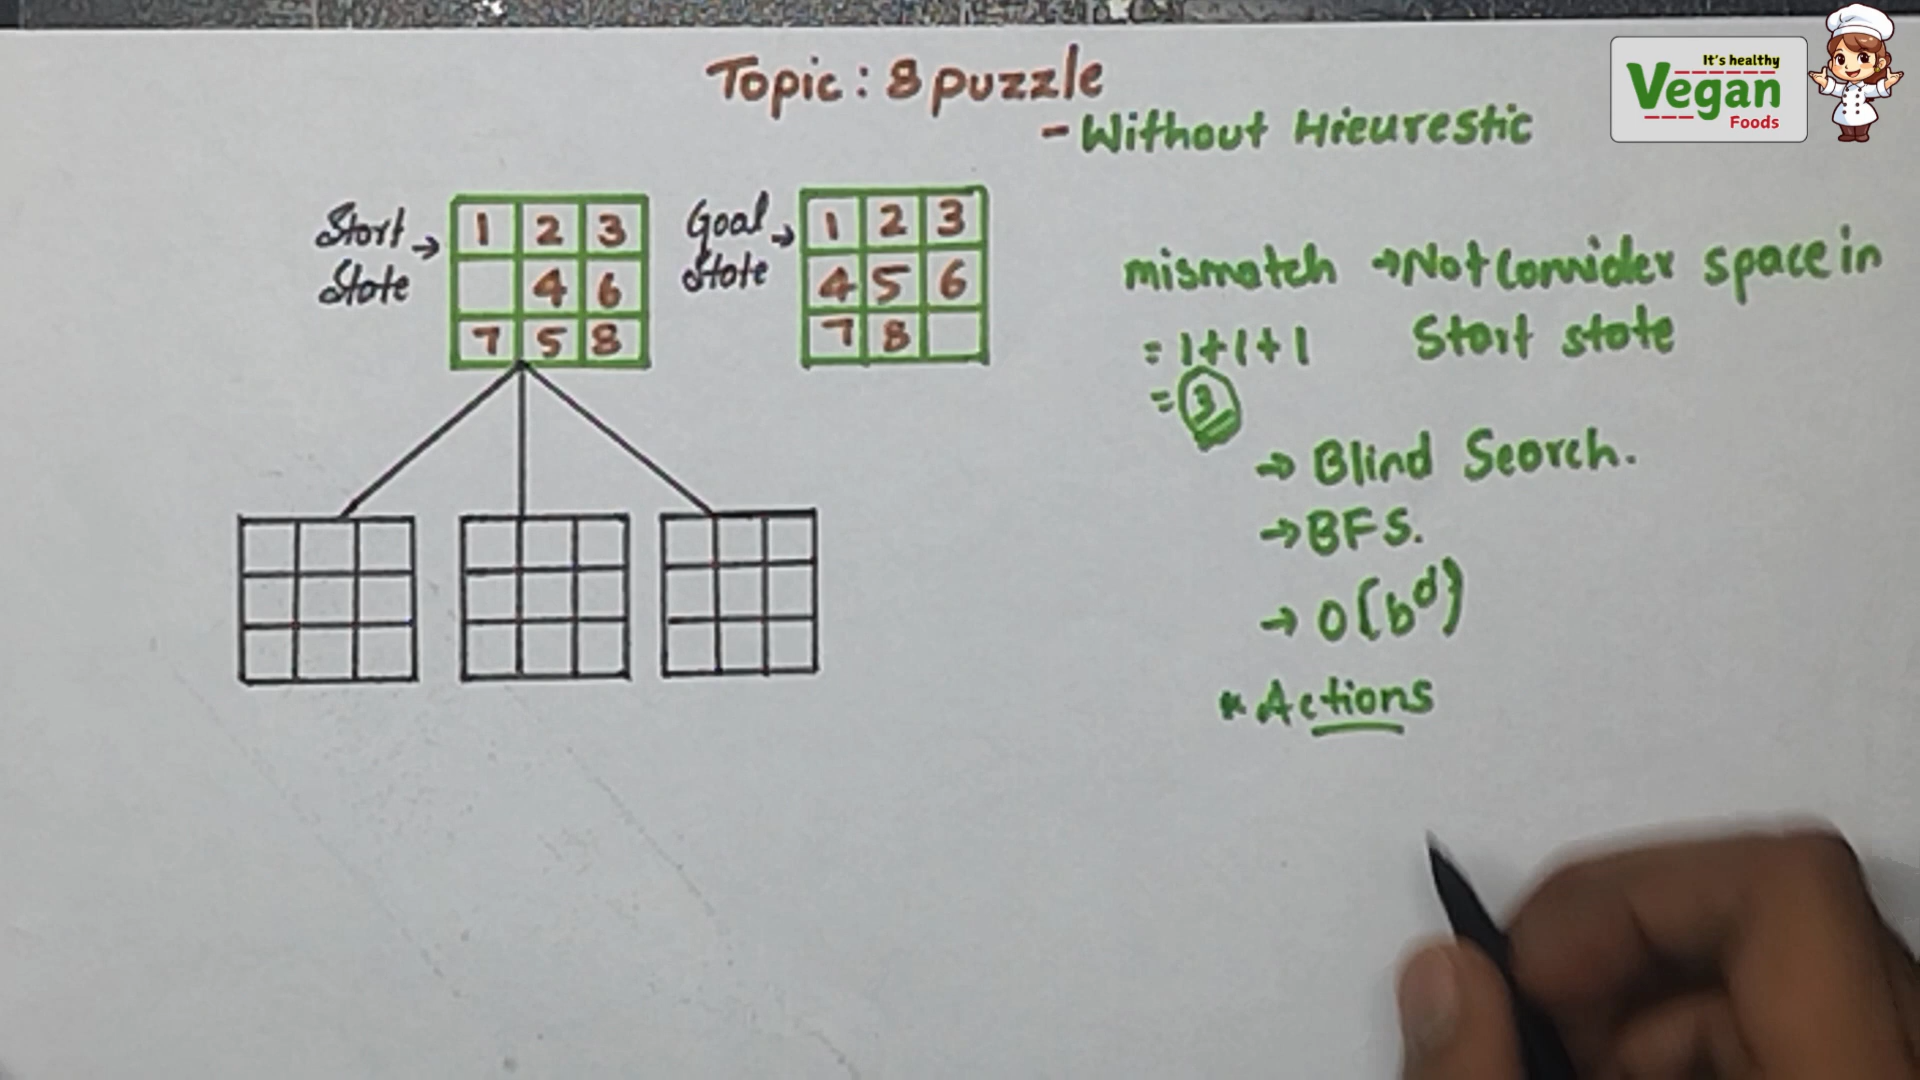 Topic: 8 puzzle
- Without Hieurestic
It's healthy
Vegan
Foods
Start State →
1 2 3
4 6
7 5 8
Goal State →
1 2 3
4 5 6
7 8
mismatch → Not Consider space in
Start state
= 1+1+1
= 3
→ Blind Search.
→ BFS.
→ O(b^d)
* Actions